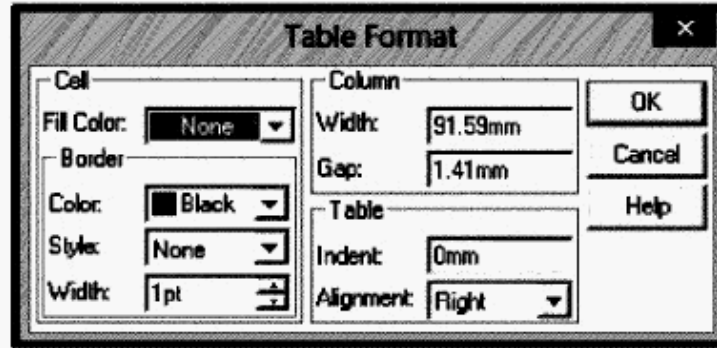 Table Format
Cell
Fill Color: None
Border
Color: Black
Style: None
Width: 1pt
Column
Width: 91.59mm
Gap: 1.41mm
Table
Indent: 0mm
Alignment: Right
OK
Cancel
Help